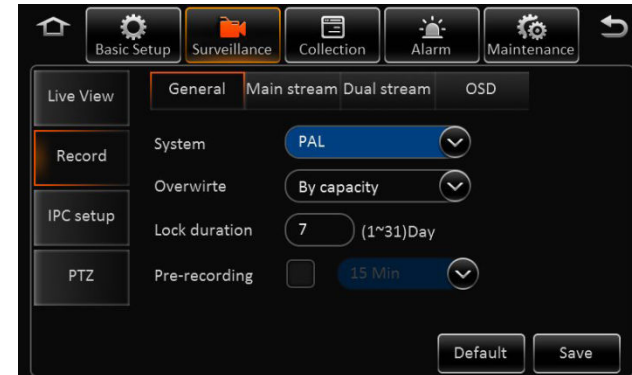 Basic Setup Surveillance Collection Alarm Maintenance
Live View
General Main stream Dual stream OSD
System PAL
Record
Overwirte By capacity
IPC setup
Lock duration 7 (1~31)Day
PTZ
Pre-recording 15 Min
Default Save